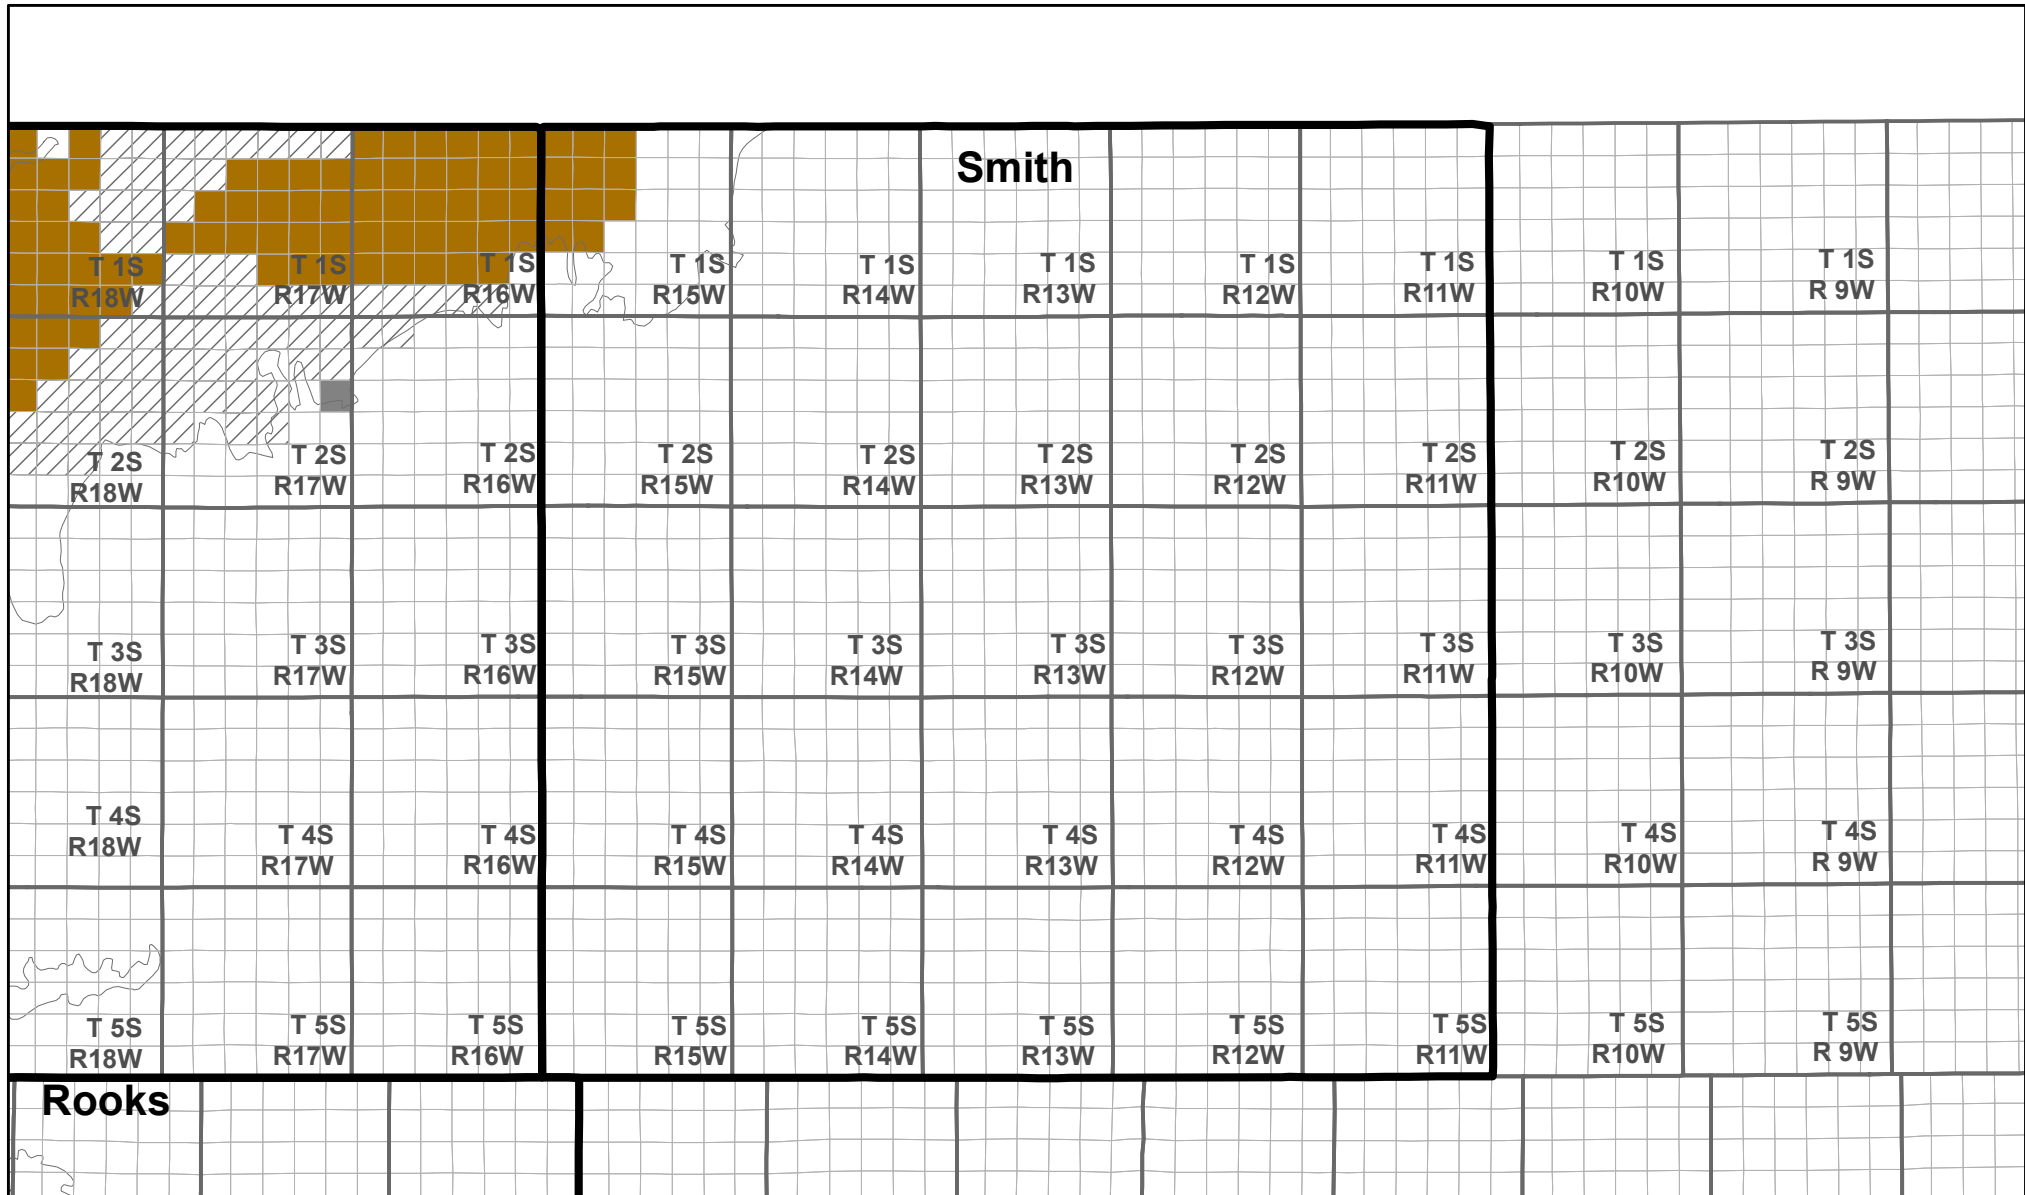 Smith
T 1S
R18W
T 1S
R17W
T 1S
R16W
T 1S
R15W
T 1S
R14W
T 1S
R13W
T 1S
R12W
T 1S
R11W
T 1S
R10W
T 1S
R 9W
T 2S
R18W
T 2S
R17W
T 2S
R16W
T 2S
R15W
T 2S
R14W
T 2S
R13W
T 2S
R12W
T 2S
R11W
T 2S
R10W
T 2S
R 9W
T 3S
R18W
T 3S
R17W
T 3S
R16W
T 3S
R15W
T 3S
R14W
T 3S
R13W
T 3S
R12W
T 3S
R11W
T 3S
R10W
T 3S
R 9W
T 4S
R18W
T 4S
R17W
T 4S
R16W
T 4S
R15W
T 4S
R14W
T 4S
R13W
T 4S
R12W
T 4S
R11W
T 4S
R10W
T 4S
R 9W
T 5S
R18W
T 5S
R17W
T 5S
R16W
T 5S
R15W
T 5S
R14W
T 5S
R13W
T 5S
R12W
T 5S
R11W
T 5S
R10W
T 5S
R 9W
Rooks